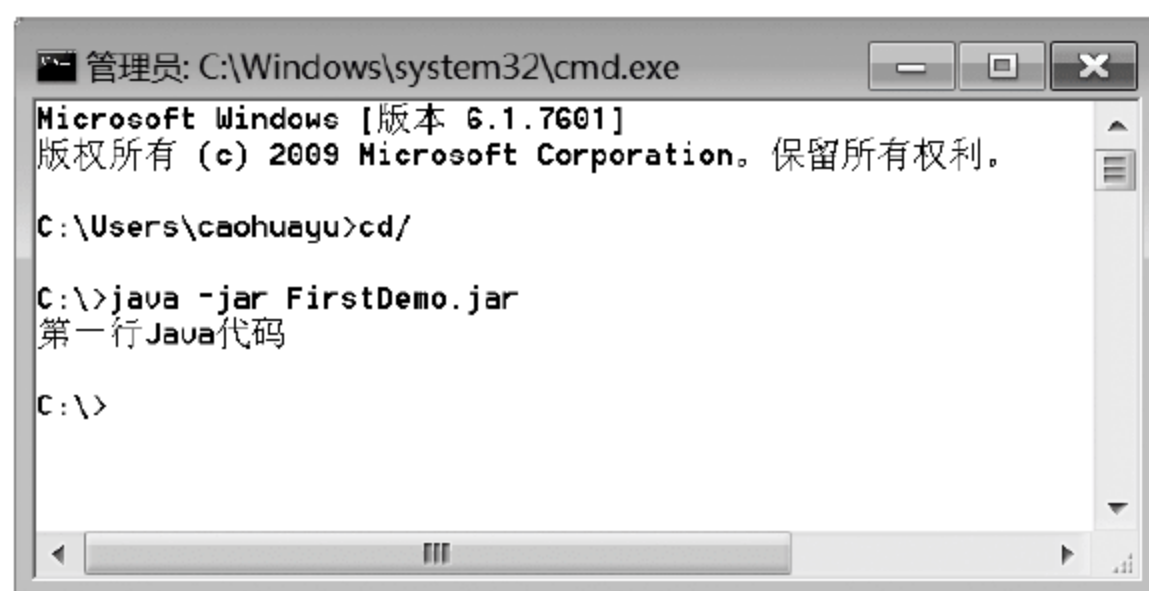 管理员: C:\Windows\system32\cmd.exe
Microsoft Windows [版本 6.1.7601]
版权所有 (c) 2009 Microsoft Corporation。保留所有权利。
C:\Users\caohuayu>cd/
C:\>java -jar FirstDemo.jar
第一行Java代码
C:\>